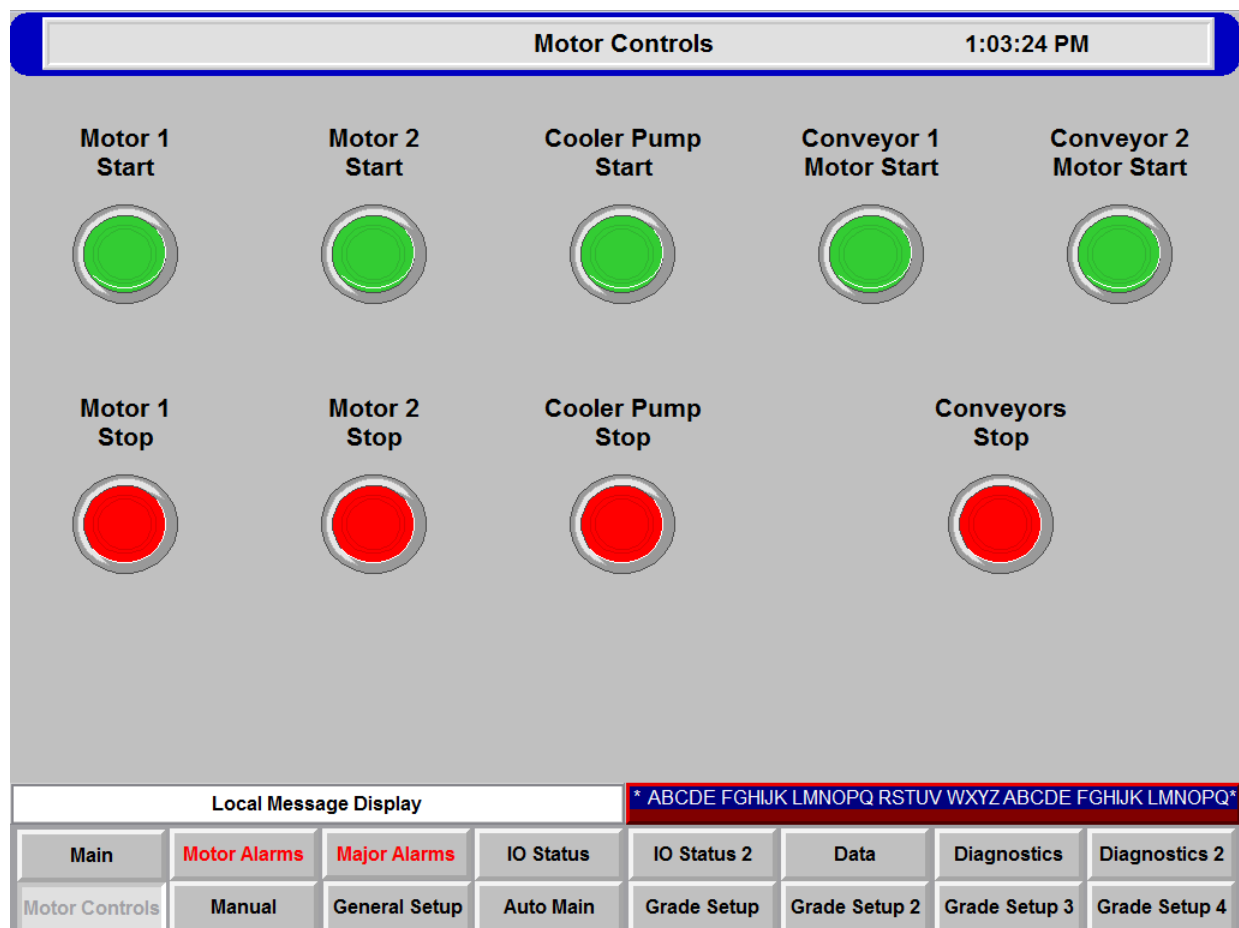 Motor Controls 1:03:24 PM
Motor 1
Start
Motor 2
Start
Cooler Pump
Start
Conveyor 1
Motor Start
Conveyor 2
Motor Start
Motor 1
Stop
Motor 2
Stop
Cooler Pump
Stop
Conveyors
Stop
Local Message Display
* ABCDE FGHIJK LMNOPQ RSTUV WXYZ ABCDE FGHIJK LMNOPQ*
Main Motor Alarms Major Alarms IO Status IO Status 2 Data Diagnostics Diagnostics 2
Motor Controls Manual General Setup Auto Main Grade Setup Grade Setup 2 Grade Setup 3 Grade Setup 4